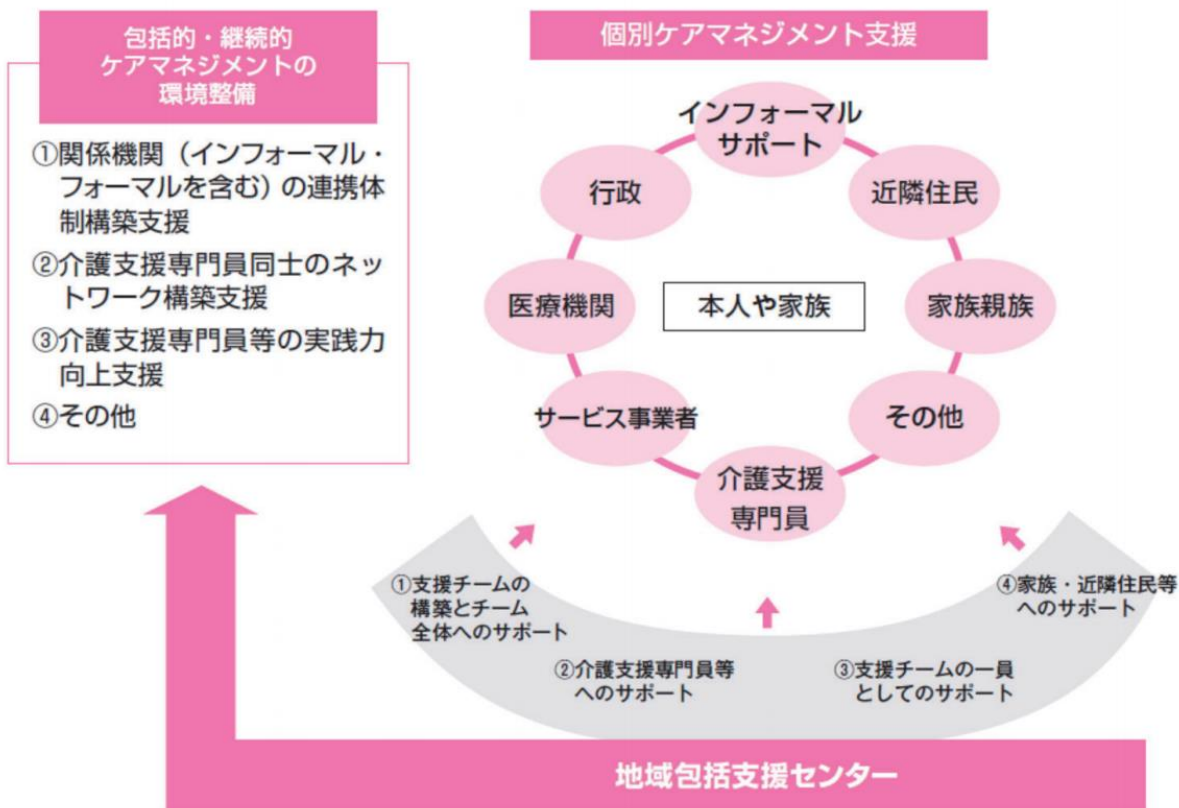 包括的・継続的
ケアマネジメントの
環境整備
①関係機関（インフォーマル・
フォーマルを含む）の連携体
制構築支援
②介護支援専門員同士のネッ
トワーク構築支援
③介護支援専門員等の実践力
向上支援
④その他
個別ケアマネジメント支援
インフォーマル
サポート
行政
近隣住民
医療機関
本人や家族
家族親族
サービス事業者
その他
介護支援
専門員
①支援チームの
構築とチーム
全体へのサポート
②介護支援専門員等
へのサポート
③支援チームの一員
としてのサポート
④家族・近隣住民等
へのサポート
地域包括支援センター